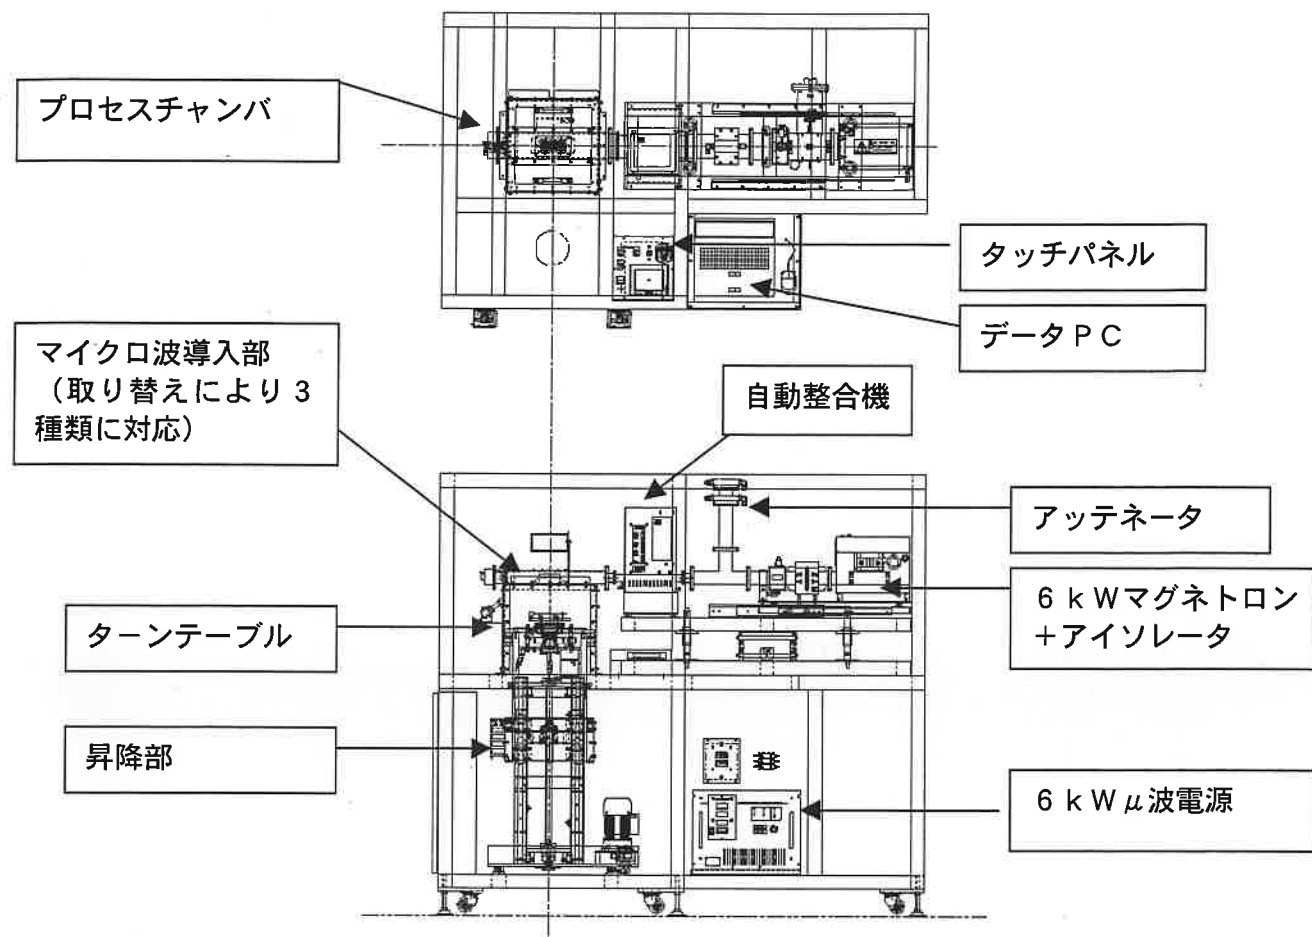 プロセスチャンバ
タッチパネル
データＰＣ
マイクロ波導入部
（取り替えにより３
種類に対応）
自動整合機
アッテネータ
６ｋＷマグネトロン
＋アイソレータ
ターンテーブル
昇降部
６ｋＷμ波電源